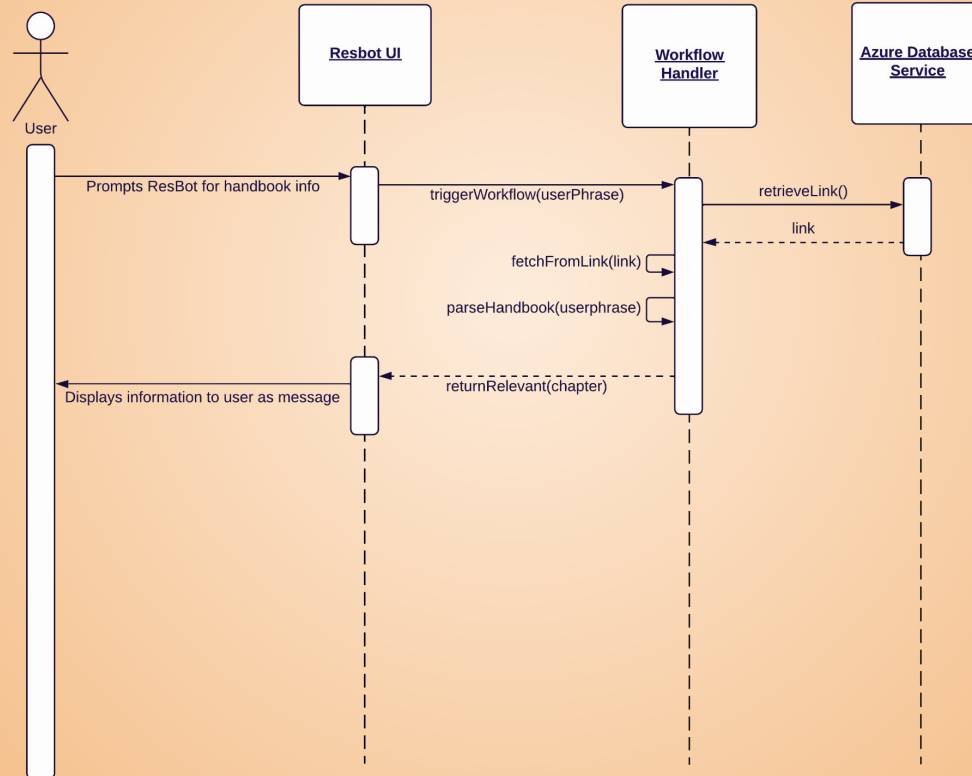 Resbot UI
Workflow
Handler
Azure Database
Service
User
Prompts ResBot for handbook info
triggerWorkflow(userPhrase)
retrieveLink()
link
fetchFromLink(link)
parseHandbook(userphrase)
returnRelevant(chapter)
Displays information to user as message